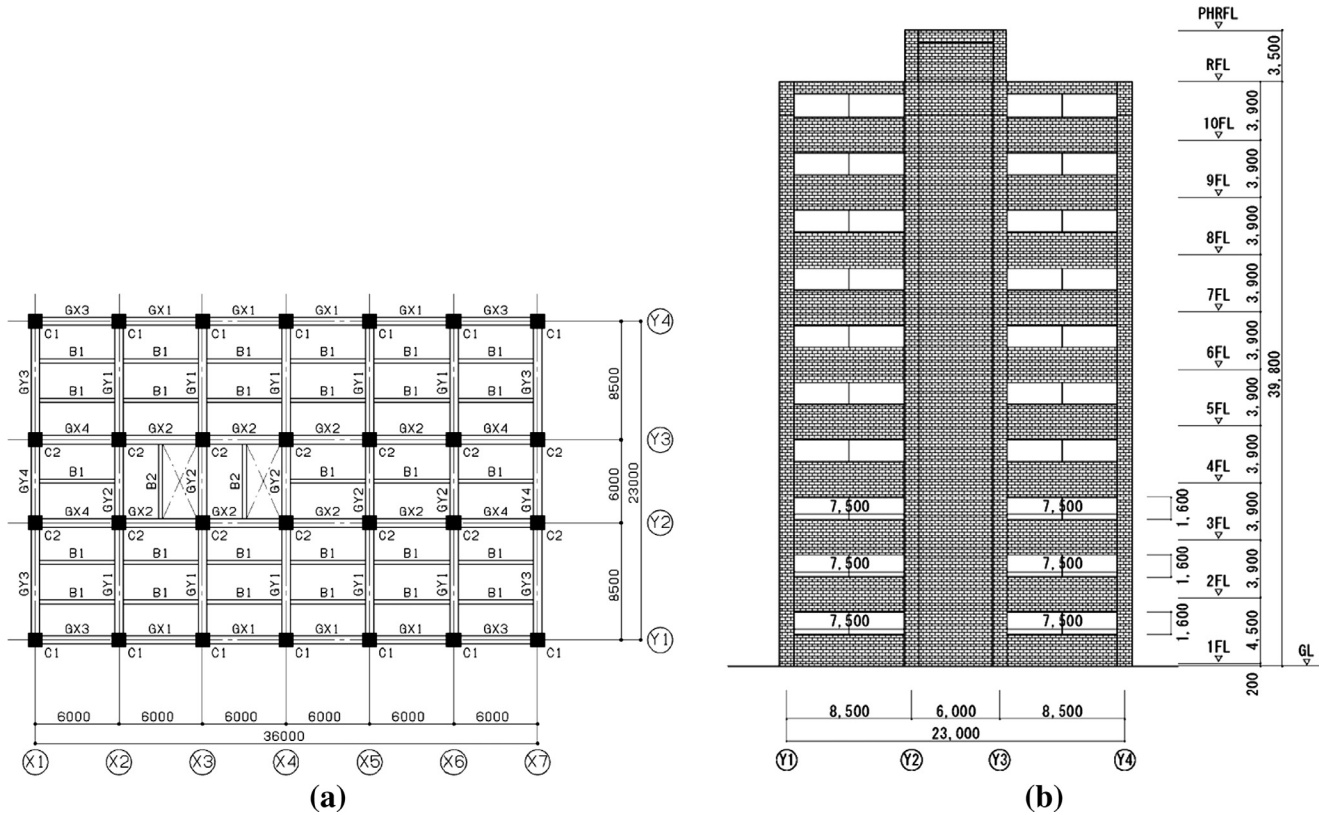 GX3 GX1 GX1 GX1 GX1 GX3
Y4
C1 C1 C1 C1 C1 C1 C1
B1 B1 B1 B1 B1 B1
GY3 GY1 GY1 GY1 GY1 GY1 GY3
8500
B1 B1 B1 B1 B1 B1
GX4 GX2 GX2 GX2 GX2 GX4
Y3
C2 C2 C2 C2 C2 C2 C2
GY4 B1 GY2 B2 GY2 B2 GY2 B1 GY2 B1 GY2 B1 GY4
6000
23000
GX4 GX2 GX2 GX2 GX2 GX4
Y2
C2 C2 C2 C2 C2 C2 C2
B1 B1 B1 B1 B1 B1
GY3 GY1 GY1 GY1 GY1 GY1 GY3
8500
B1 B1 B1 B1 B1 B1
GX3 GX1 GX1 GX1 GX1 GX3
Y1
C1 C1 C1 C1 C1 C1 C1
6000 6000 6000 6000 6000 6000
36000
X1 X2 X3 X4 X5 X6 X7
(a)
PHRFL
3,500
RFL
3,900
10FL
3,900
9FL
3,900
8FL
3,900
7FL
3,900
6FL
3,900
5FL
3,900
4FL
39,800
7,500 7,500
1,600
3,900
3FL
7,500 7,500
1,600
3,900
2FL
7,500 7,500
1,600
4,500
1FL
GL
200
8,500 6,000 8,500
23,000
Y1 Y2 Y3 Y4
(b)